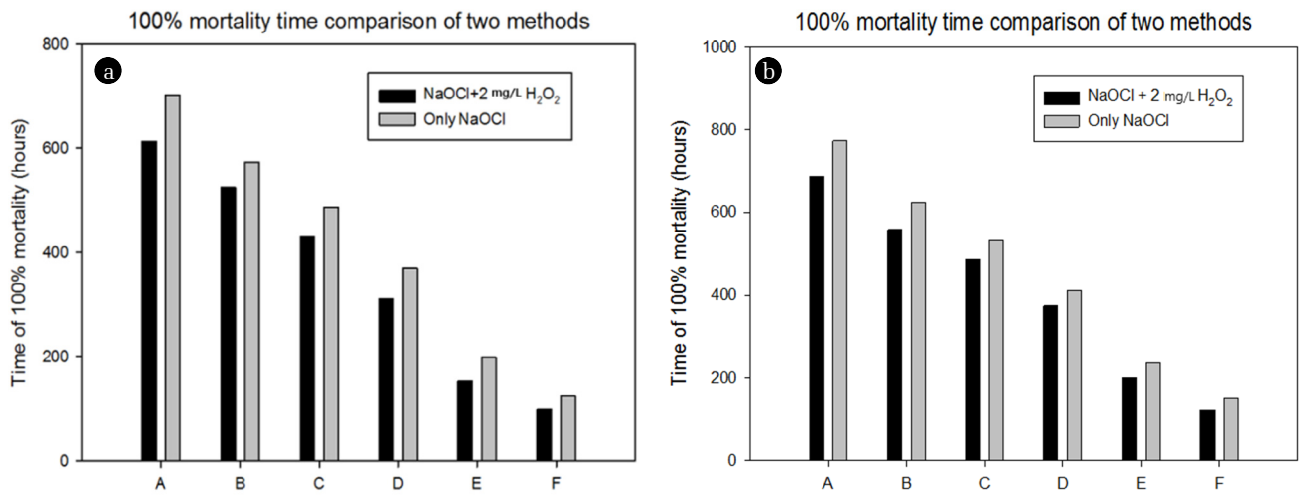 100% mortality time comparison of two methods
a
NaOCl+2 mg/L H₂O₂
Only NaOCl
Time of 100% mortality (hours)
800
600
400
200
0
A B C D E F
100% mortality time comparison of two methods
b
NaOCl + 2 mg/L H₂O₂
Only NaOCl
Time of 100% mortality (hours)
1000
800
600
400
200
0
A B C D E F